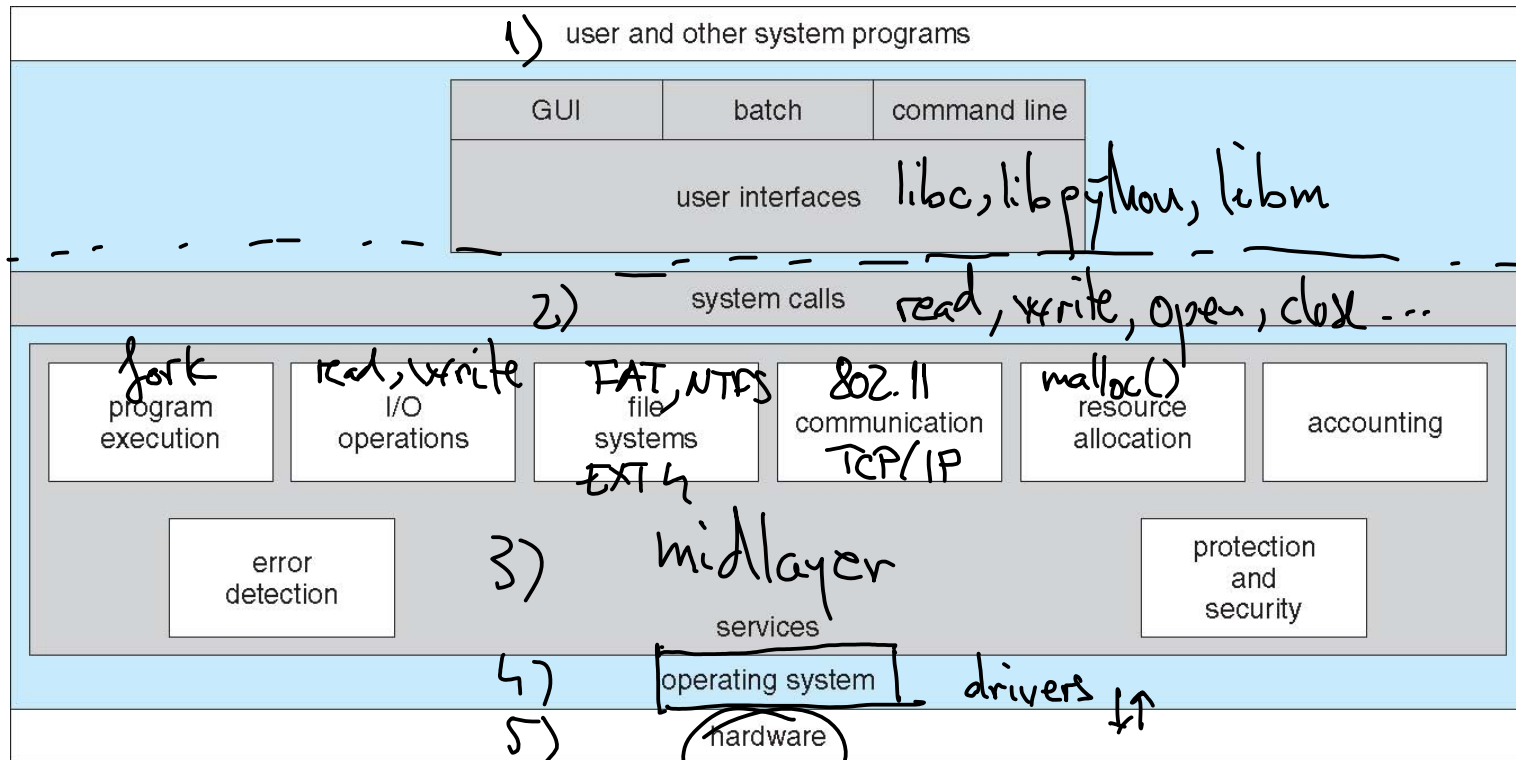 1) user and other system programs
GUI batch command line
user interfaces libc, libpython, libm
2) system calls read, write, open, close ...
fork read, write FAT, NTFS 802.11 malloc()
program execution
I/O operations
file systems
EXT4
communication
TCP/IP
resource allocation
accounting
error detection
3) midlayer
protection and security
services
4) operating system drivers ↓↑
5) hardware